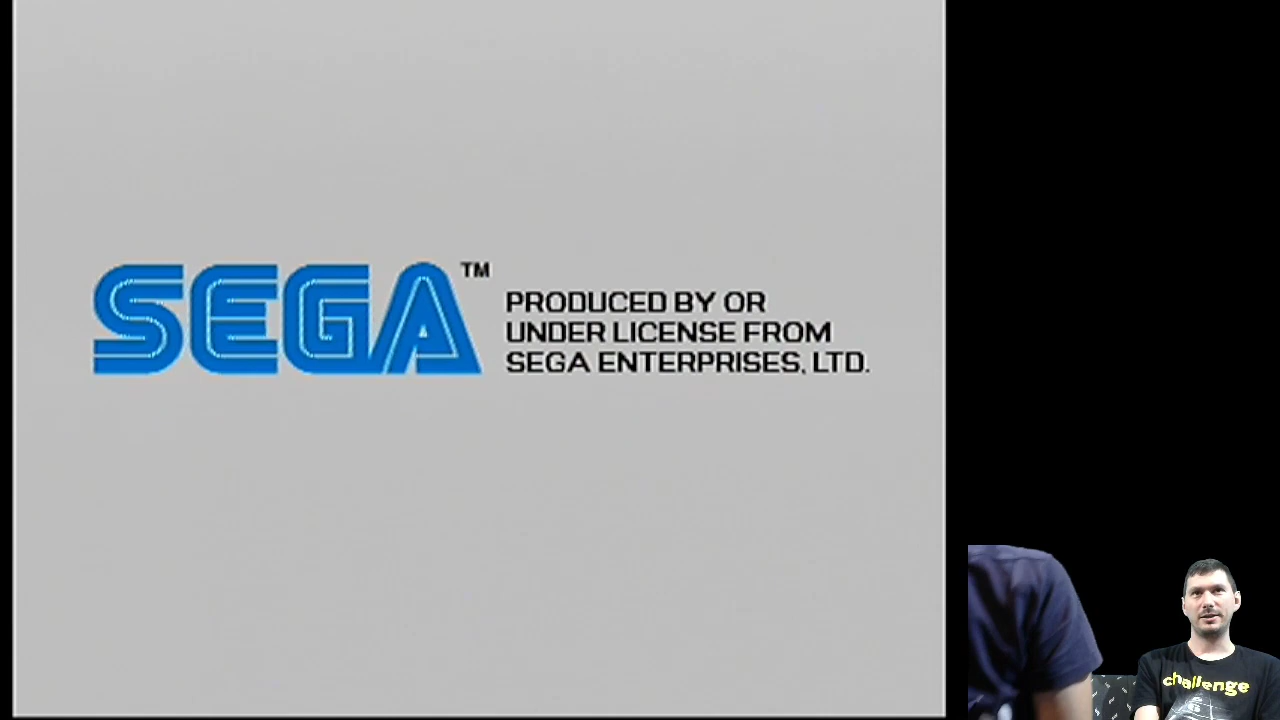 SEGA™
PRODUCED BY OR
UNDER LICENSE FROM
SEGA ENTERPRISES, LTD.
challenge